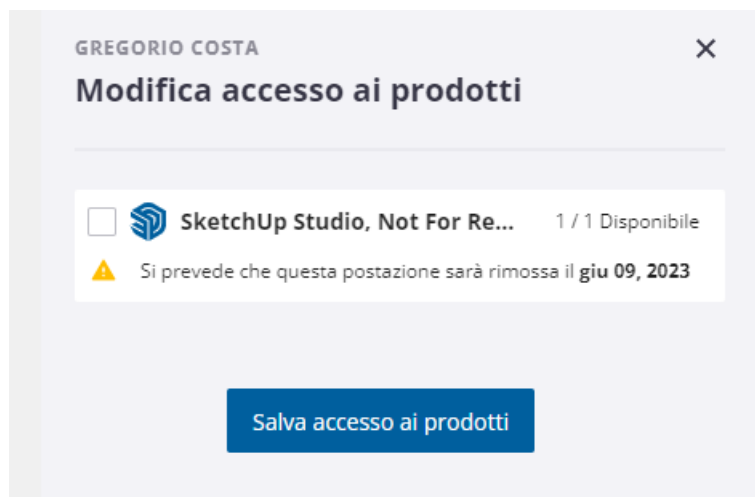 GREGORIO COSTA
Modifica accesso ai prodotti
SketchUp Studio, Not For Re... 1 / 1 Disponibile
Si prevede che questa postazione sarà rimossa il giu 09, 2023
Salva accesso ai prodotti